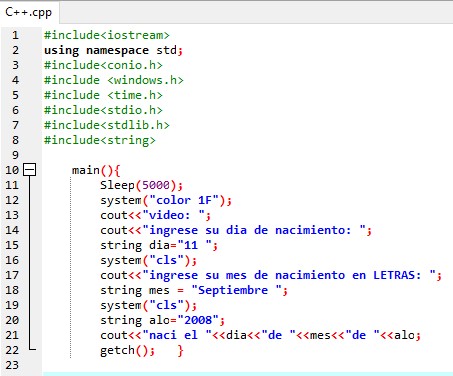 C++.cpp
1 #include<iostream>
2 using namespace std;
3 #include<conio.h>
4 #include <windows.h>
5 #include <time.h>
6 #include<stdio.h>
7 #include<stdlib.h>
8 #include<string>
9
10 main(){
11 Sleep(5000);
12 system("color 1F");
13 cout<<"video: ";
14 cout<<"ingrese su dia de nacimiento: ";
15 string dia="11 ";
16 system("cls");
17 cout<<"ingrese su mes de nacimiento en LETRAS: ";
18 string mes = "Septiembre ";
19 system("cls");
20 string alo="2008";
21 cout<<"naci el "<<dia<<"de "<<mes<<"de "<<alo;
22 getch(); }
23